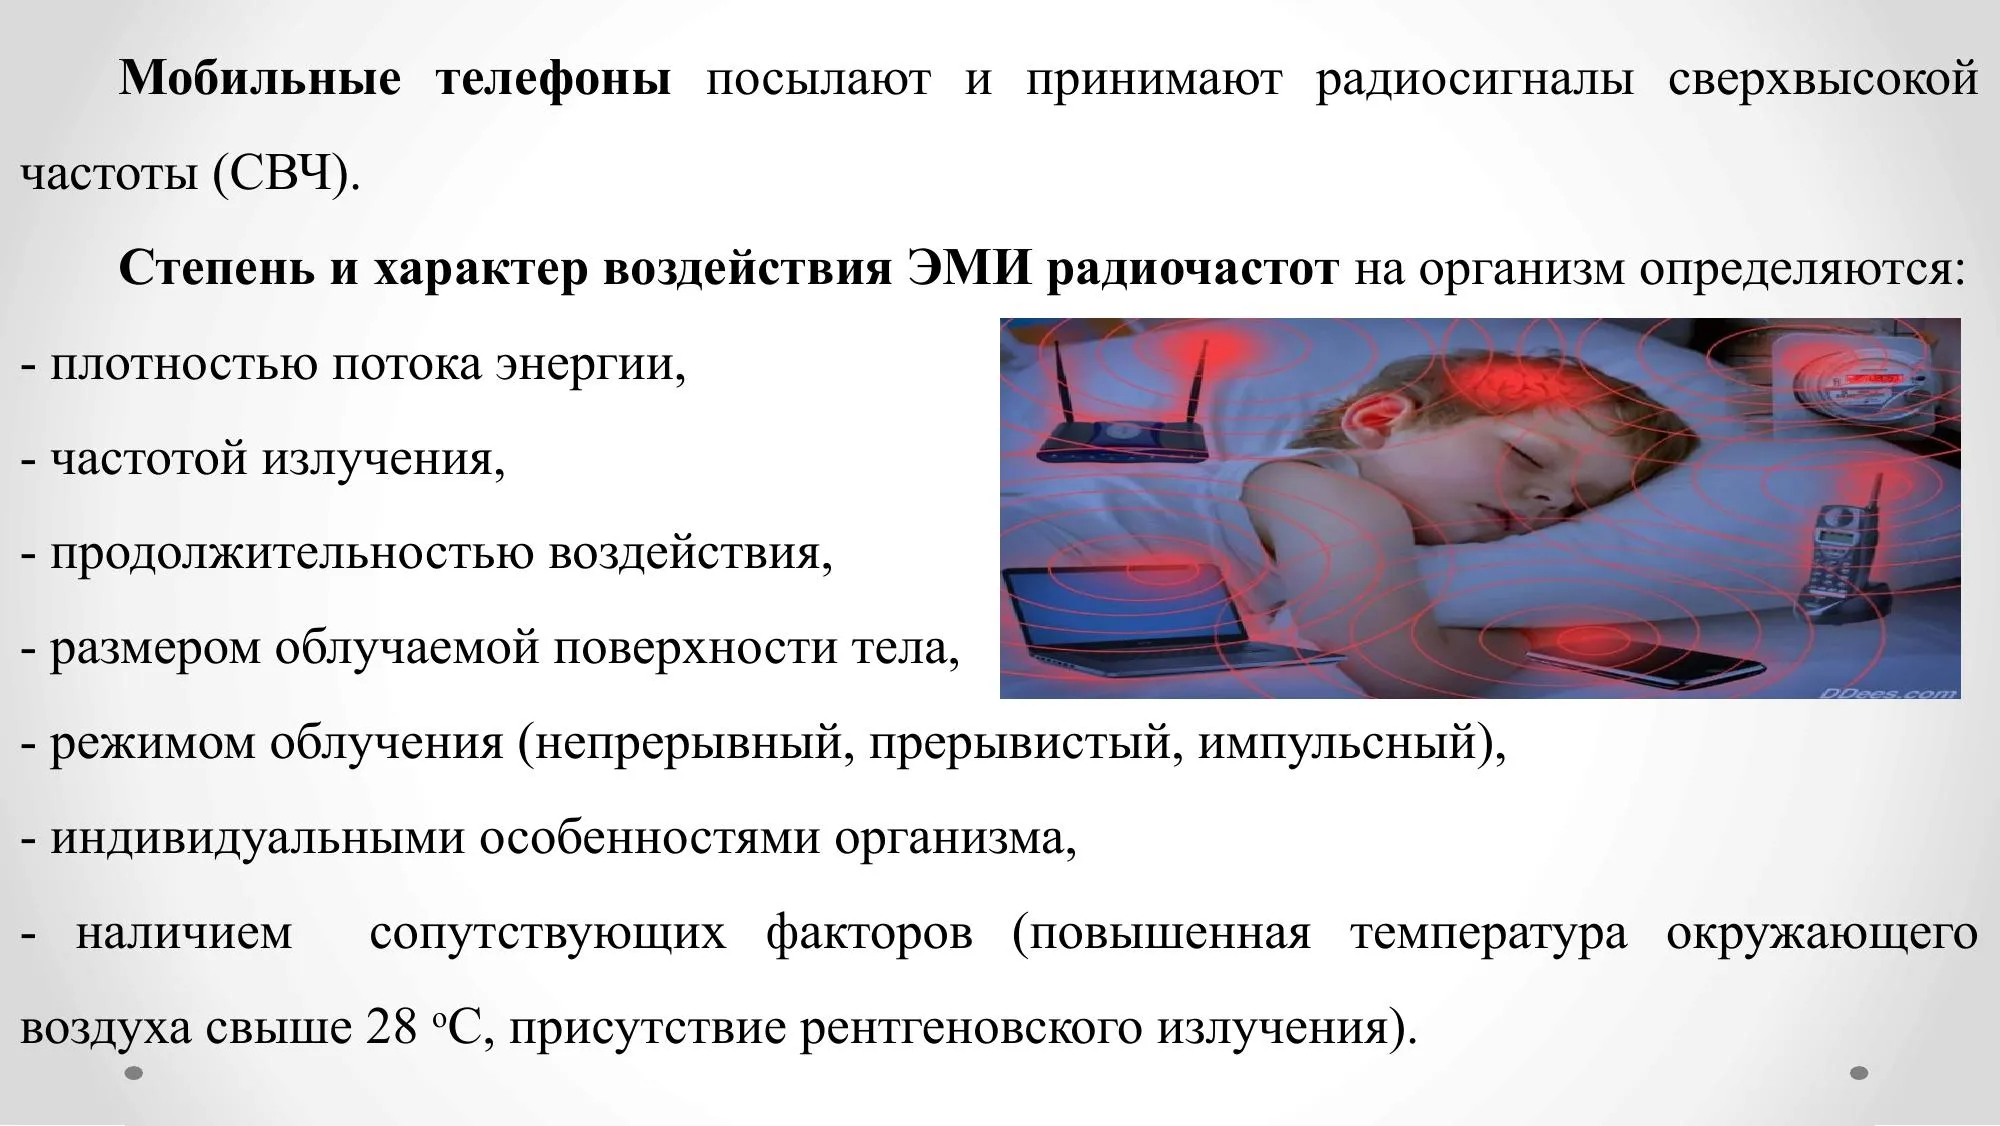 Мобильные телефоны посылают и принимают радиосигналы сверхвысокой
частоты (СВЧ).
Степень и характер воздействия ЭМИ радиочастот на организм определяются:
- плотностью потока энергии,
- частотой излучения,
- продолжительностью воздействия,
- размером облучаемой поверхности тела,
DDees.com
- режимом облучения (непрерывный, прерывистый, импульсный),
- индивидуальными особенностями организма,
- наличием сопутствующих факторов (повышенная температура окружающего
воздуха свыше 28 ºС, присутствие рентгеновского излучения).